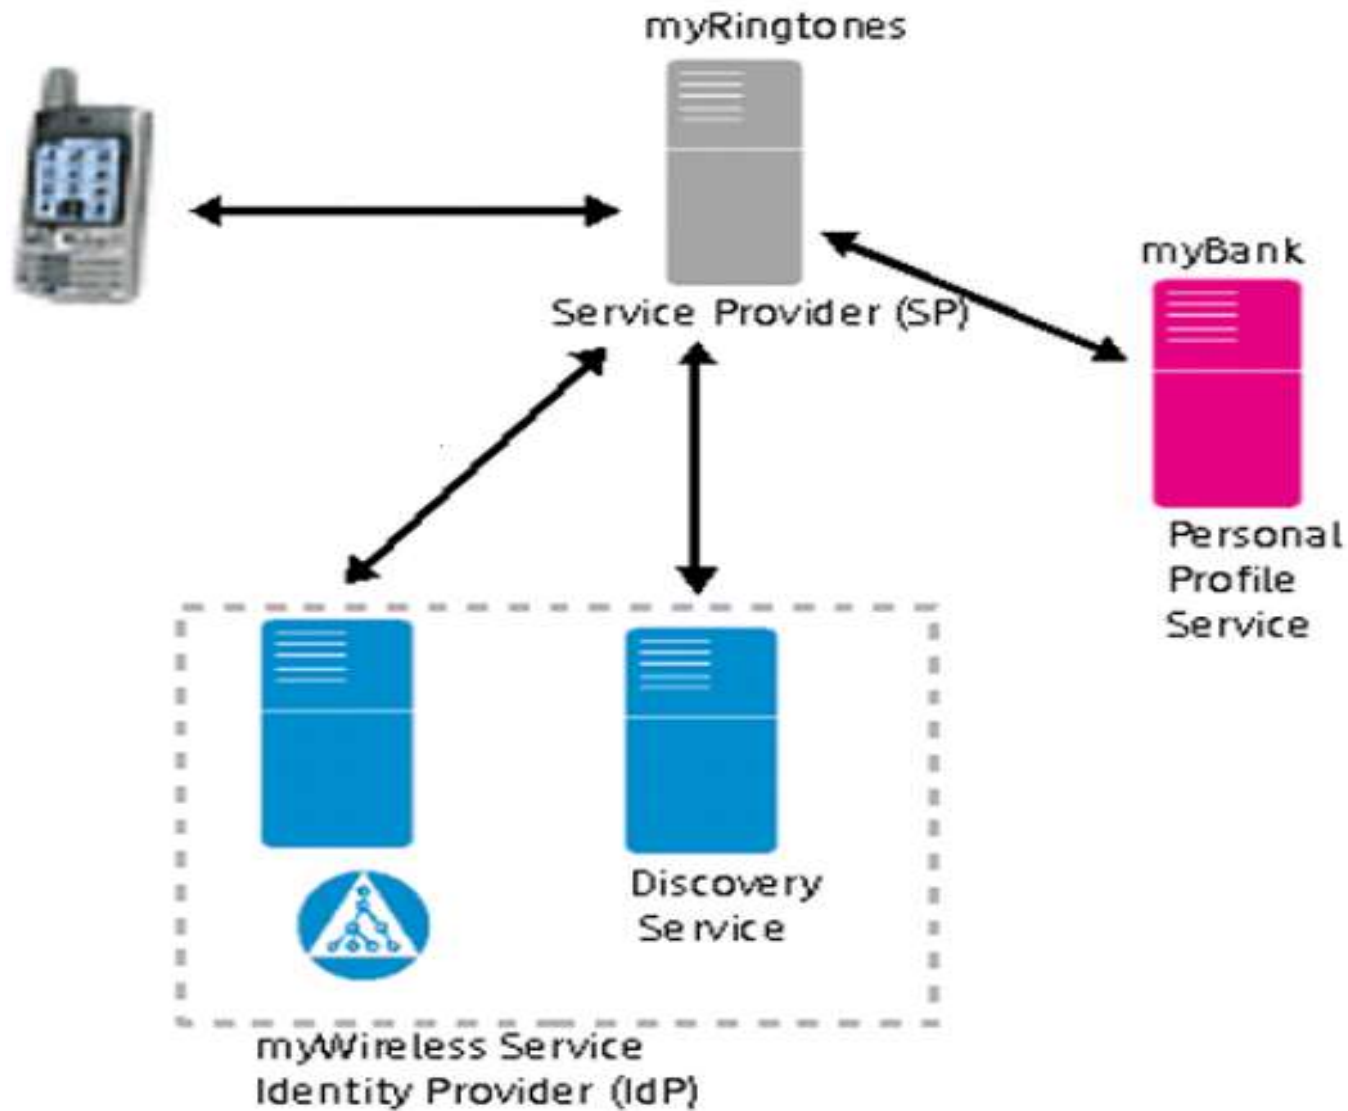 myRingtones
Service Provider (SP)
myBank
Personal
Profile
Service
Discovery
Service
myWireless Service
Identity Provider (IdP)